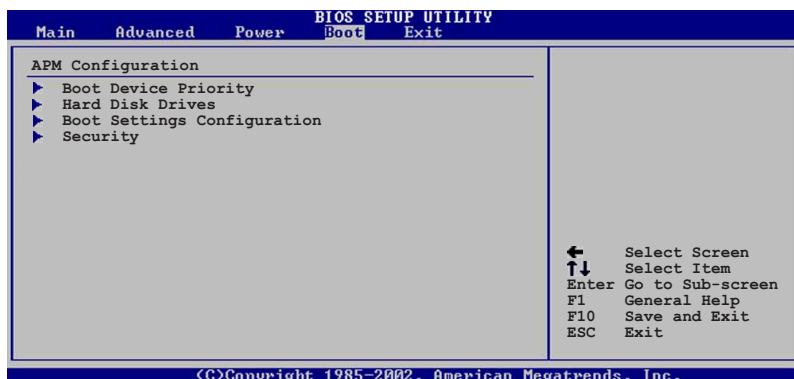 BIOS SETUP UTILITY
Main Advanced Power Boot Exit
APM Configuration
Boot Device Priority
Hard Disk Drives
Boot Settings Configuration
Security
← Select Screen
↑↓ Select Item
Enter Go to Sub-screen
F1 General Help
F10 Save and Exit
ESC Exit
(C)Copyright 1985-2002, American Megatrends, Inc.